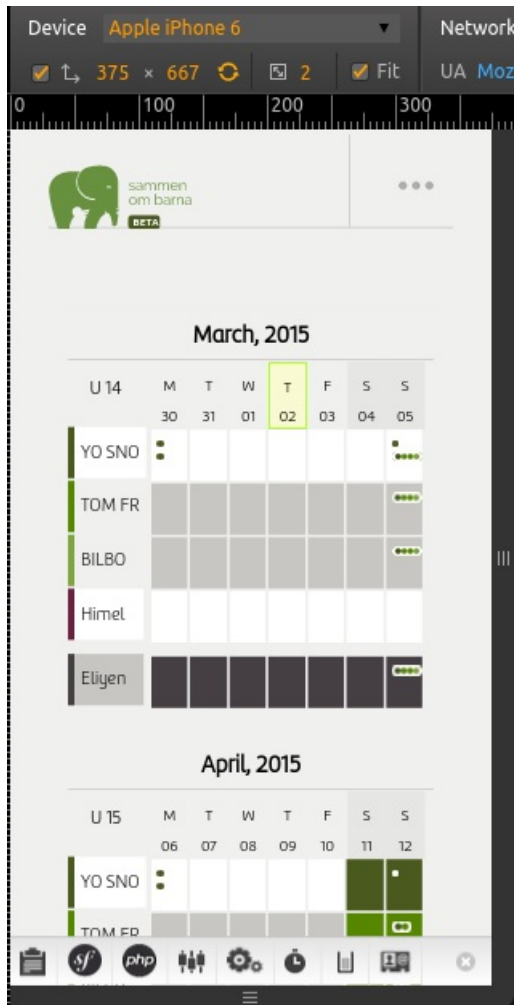 Device Apple iPhone 6 Network
375 × 667 2 Fit UA Moz
0 100 200 300
sammen
om barna
BETA
March, 2015
U 14 M T W T F S S
30 31 01 02 03 04 05
YO SNO
TOM FR
BILBO
Himel
Eliyen
April, 2015
U 15 M T W T F S S
06 07 08 09 10 11 12
YO SNO
TOM FR
sf php